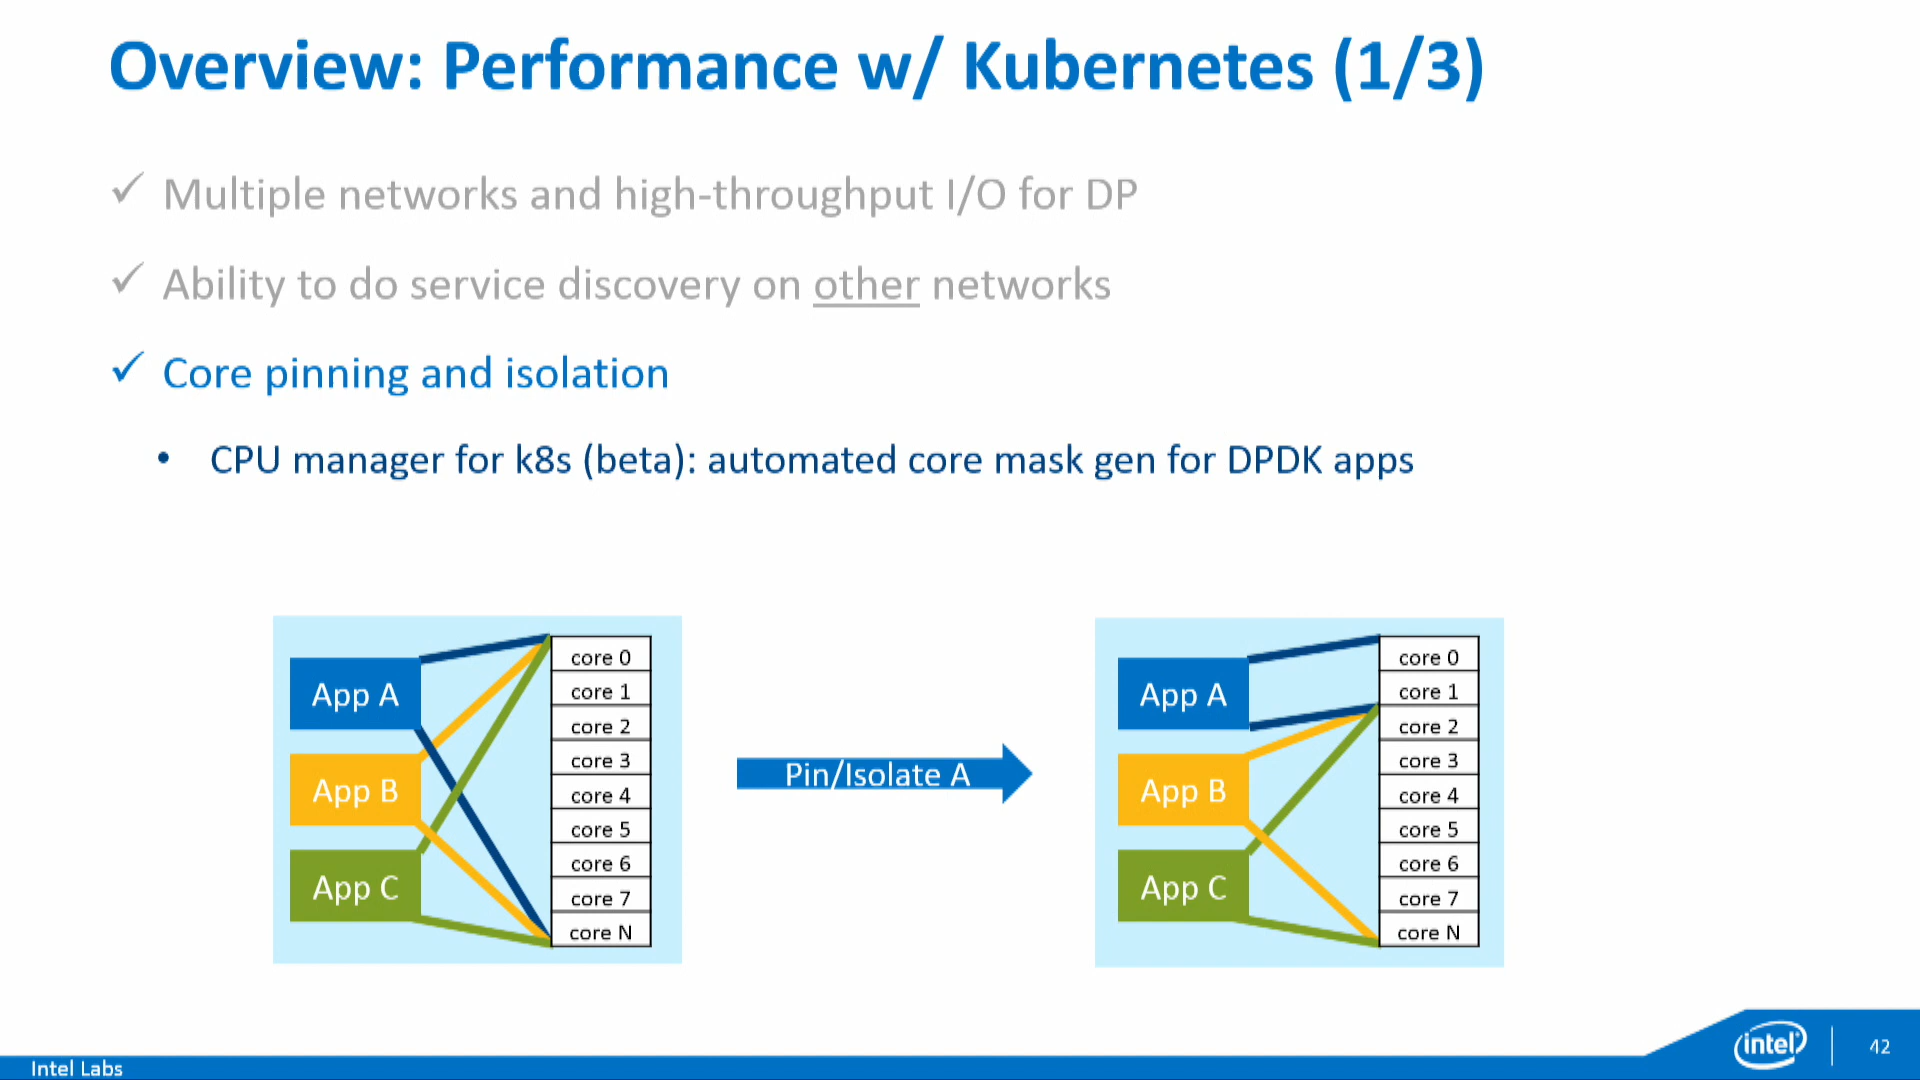 Overview: Performance w/ Kubernetes (1/3)
✓ Multiple networks and high-throughput I/O for DP
✓ Ability to do service discovery on other networks
✓ Core pinning and isolation
• CPU manager for k8s (beta): automated core mask gen for DPDK apps
App A
App B
App C
core 0
core 1
core 2
core 3
core 4
core 5
core 6
core 7
core N
Pin/Isolate A
App A
App B
App C
core 0
core 1
core 2
core 3
core 4
core 5
core 6
core 7
core N
Intel Labs
intel
42